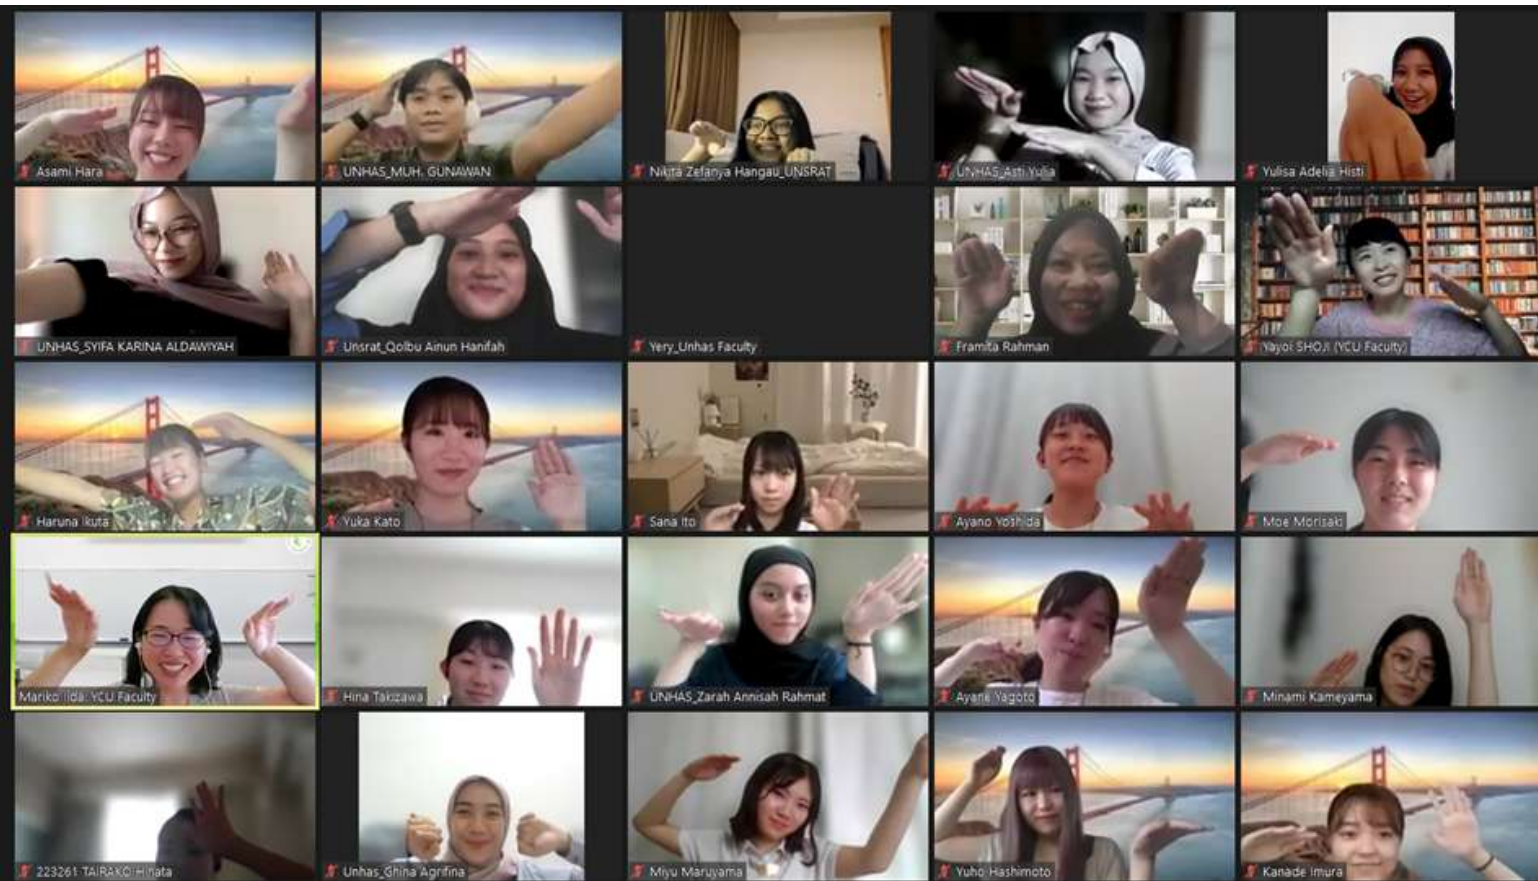 Asami Hara
UNHAS_MUH. GUNAWAN
Nikita Zefanya Hangau_UNSRAT
UNHAS_Asti Yulia
Yulisa Adelia Histi
UNHAS_SYIFA KARINA ALDAWIYAH
Unsrat_Qolbu Ainun Hanifah
Yery_Unhas Faculty
Framita Rahman
Yayoi SHOJI (YCU Faculty)
Haruna Ikuta
Yuka Kato
Sana Ito
Ayano Yoshida
Moe Morisaki
Mariko Iida: YCU Faculty
Hina Takizawa
UNHAS_Zarah Annisah Rahmat
Ayane Yagoto
Minami Kameyama
223261 TAIRAKO Hinata
Unhas_Ghina Agrifina
Miyu Maruyama
Yuho Hashimoto
Kanade Imura